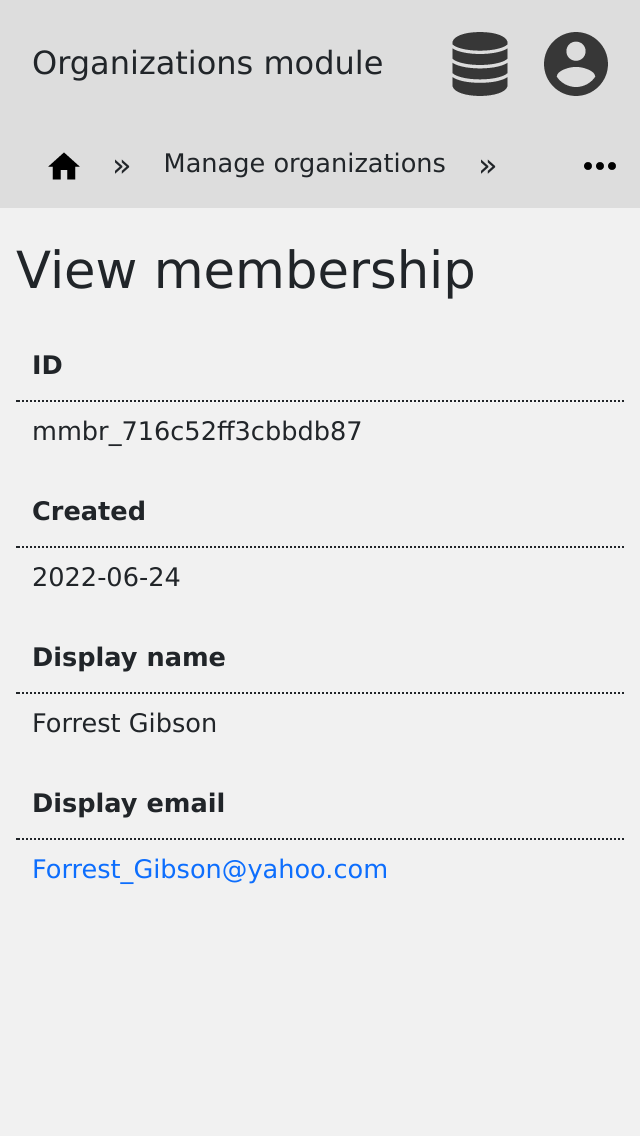 Organizations module
» Manage organizations »
View membership
ID
mmbr_716c52ff3cbbdb87
Created
2022-06-24
Display name
Forrest Gibson
Display email
Forrest_Gibson@yahoo.com